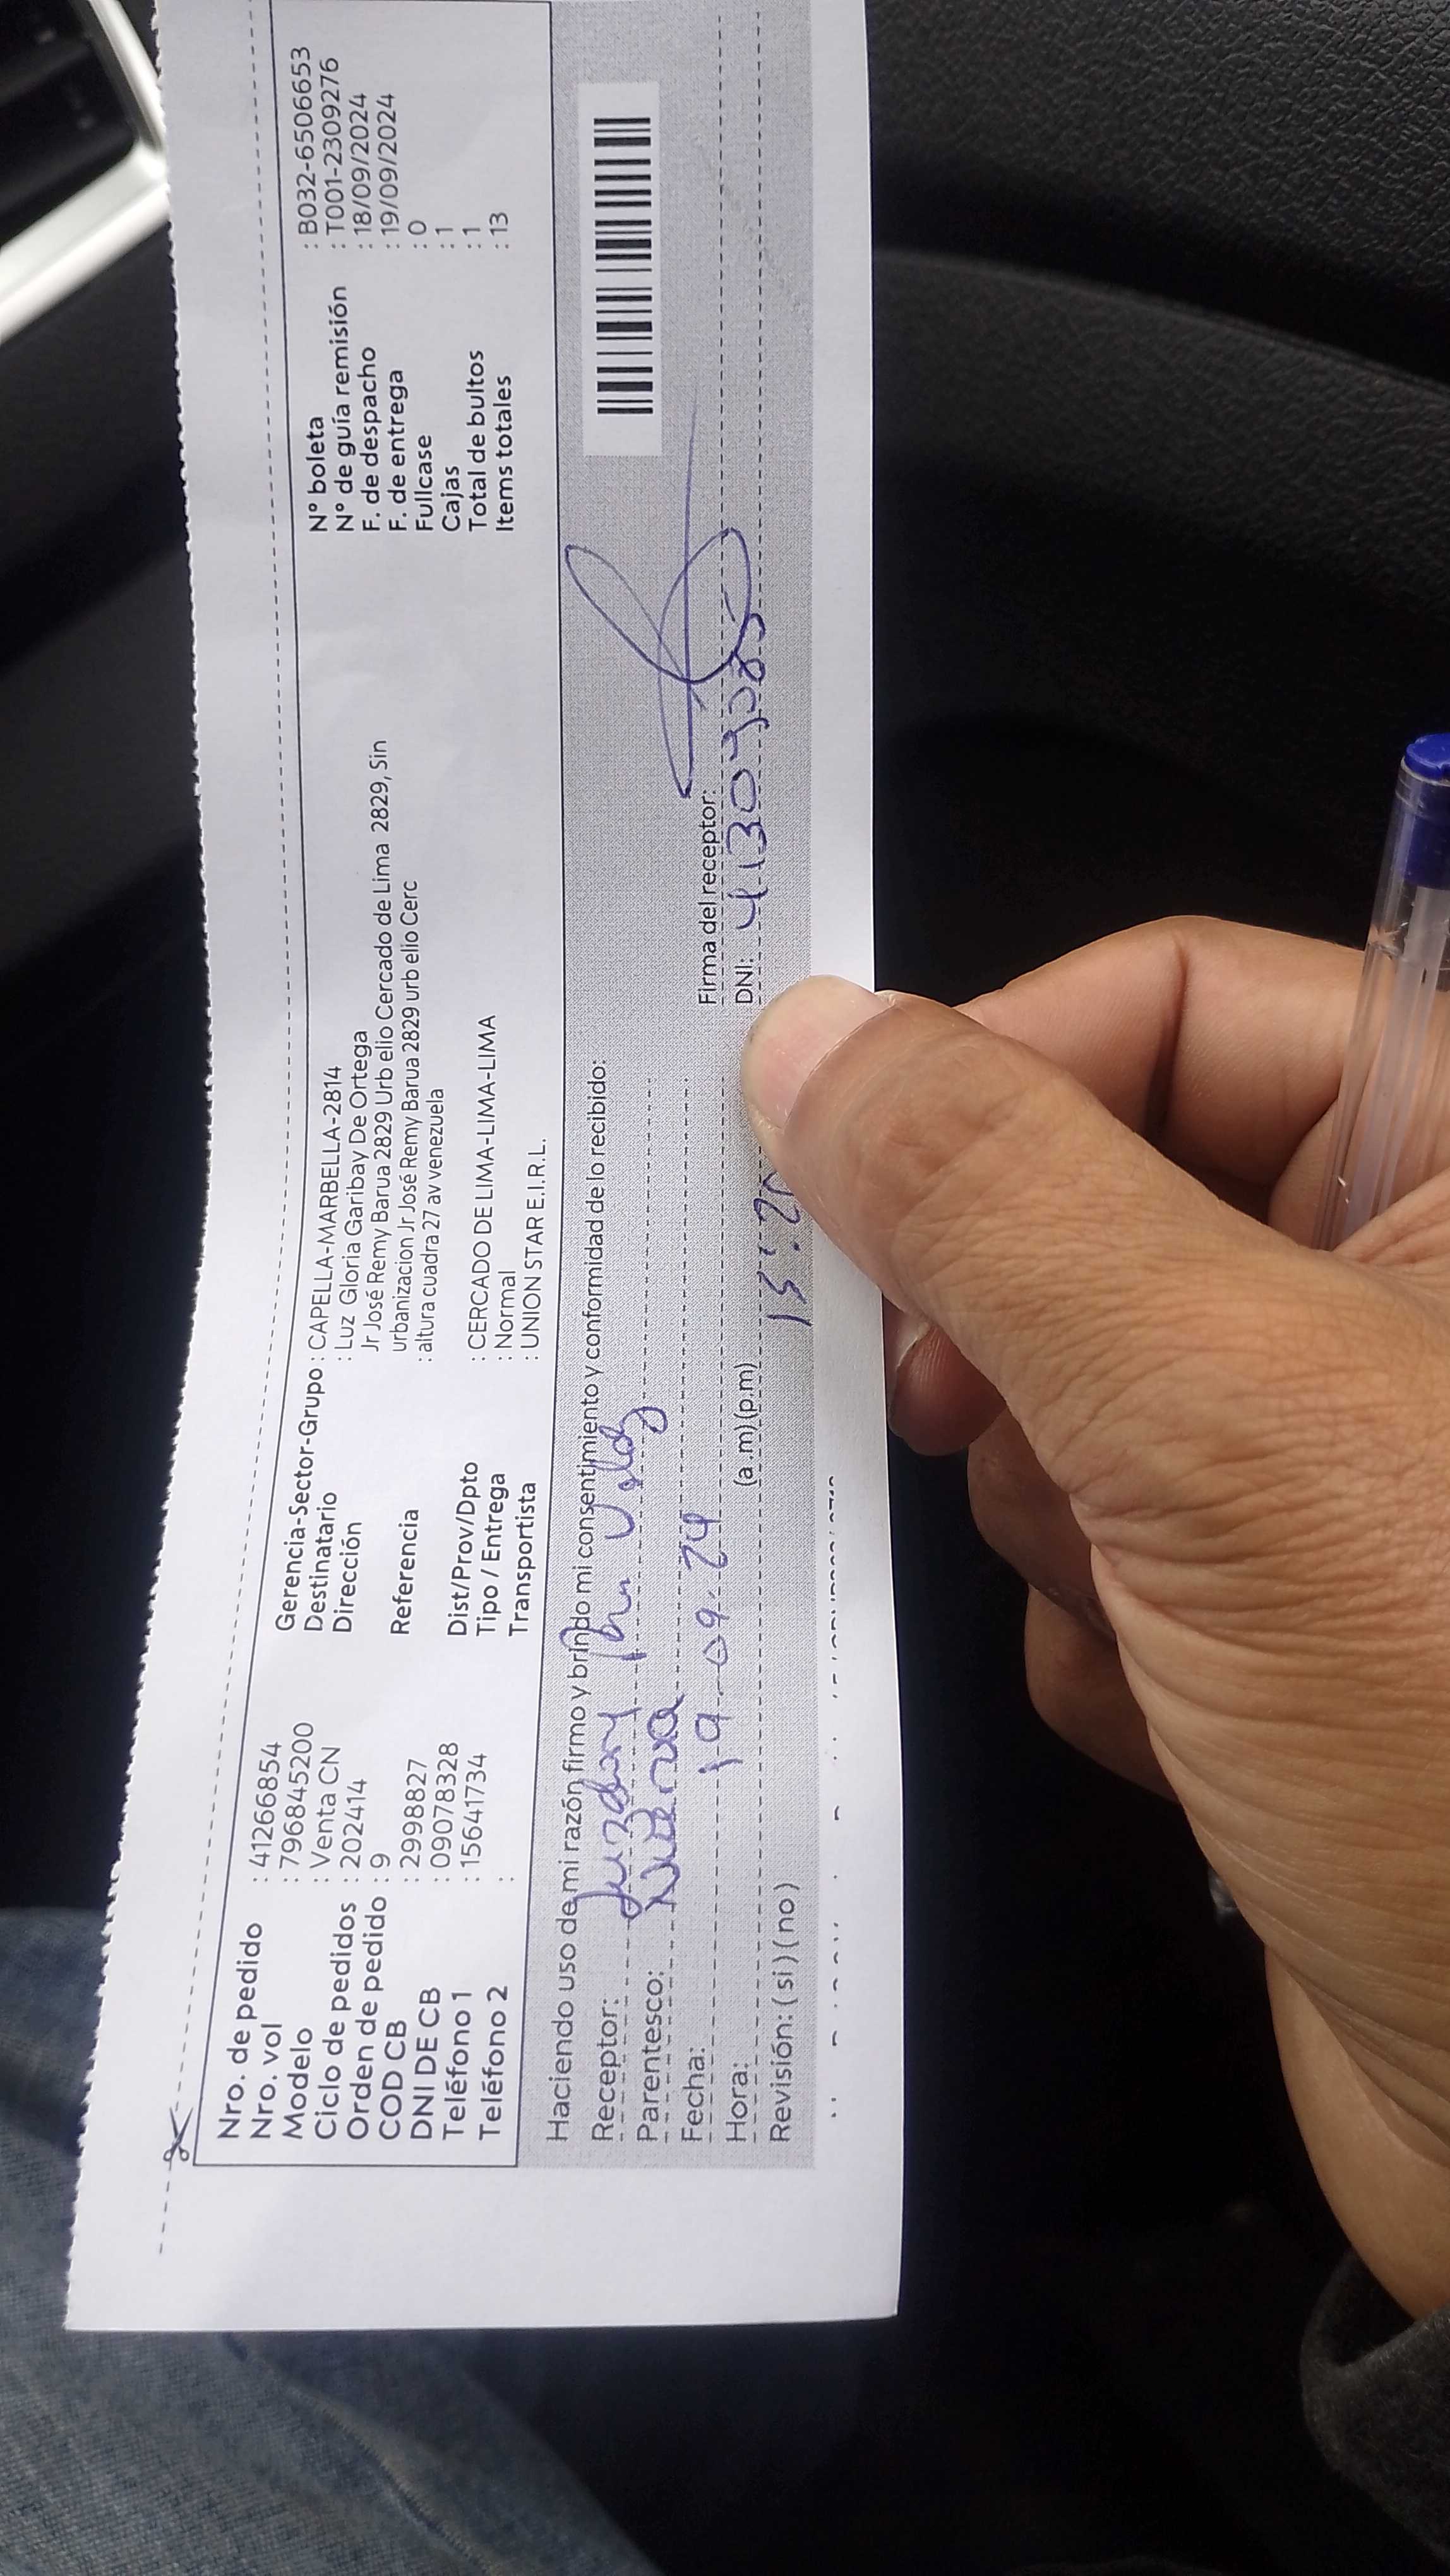 Nro. de pedido : 41266854
Nro. vol : 7968845200
Modelo : Venta CN
Ciclo de pedidos : 202414
Orden de pedido : 9
COD CB : 2998827
DNI DE CB : 09078328
Teléfono 1 : 15641734
Teléfono 2 :
Gerencia-Sector-Grupo : CAPELLA-MARBELLA-2814
Destinatario : Luz Gloria Garibay De Ortega
Dirección Jr José Remy Barua 2829 Urb elio Cercado de Lima 2829, Sin
urbanizacion Jr José Remy Barua 2829 urb elio Cerc
Referencia : altura cuadra 27 av venezuela
Dist/Prov/Dpto : CERCADO DE LIMA-LIMA-LIMA
Tipo / Entrega : Normal
Transportista : UNION STAR E.I.R.L.
N° boleta : B032-6506653
N° de guía remisión : T001-2309276
F. de despacho : 18/09/2024
F. de entrega : 19/09/2024
Fullcase : 0
Cajas : 1
Total de bultos : 1
Items totales : 13
Haciendo uso de mi razón firmo y brindo mi consentimiento y conformidad de lo recibido:
Receptor:
Parentesco:
Fecha: 19-09-24
Hora: (a.m)(p.m) 15:20
Revisión: ( si ) ( no )
Firma del receptor:
DNI: